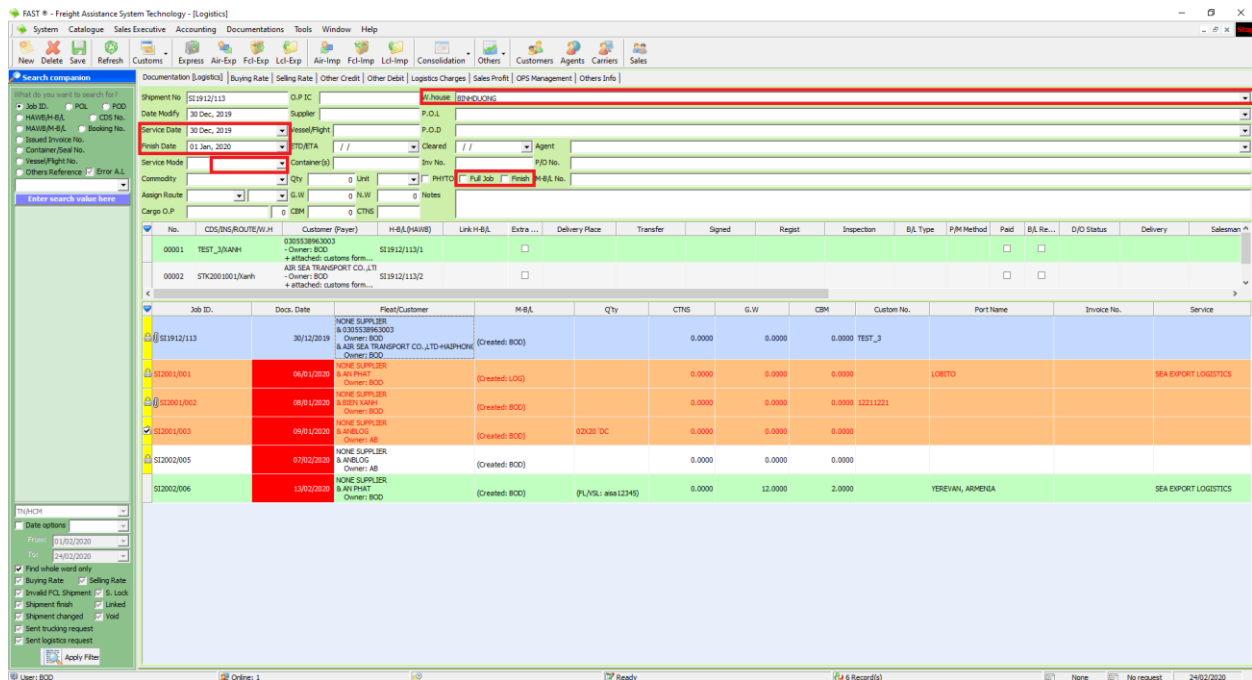 FAST ® - Freight Assistance System Technology - [Logistics]
System Catalogue Sales Executive Accounting Documentations Tools Window Help
New Delete Save Refresh Customs Express Air-Exp Fcl-Exp Lcl-Exp Air-Imp Fcl-Imp Lcl-Imp Consolidation Others Customers Agents Carriers Sales
Stop
Search companion
What do you want to search for?
Job ID. POL POD
HAWB/H-B/L CDS No.
MAWB/M-B/L Booking No.
Issued Invoice No.
Container/Seal No.
Vessel/Flight No.
Others Reference Error A.L
Enter search value here
TN/HCM
Date options
From: 01/02/2020
To: 24/02/2020
Find whole word only
Buying Rate Selling Rate
Invalid FCL Shipment S. Lock
Shipment finish Linked
Shipment changed Void
Sent trucking request
Sent logistics request
Apply Filter
Documentation [Logistics] Buying Rate Selling Rate Other Credit Other Debit Logistics Charges Sales Profit OPS Management Others Info
Shipment No SI1912/113 O.P IC W.house BINHDUONG
Date Modify 30 Dec, 2019 Supplier P.O.L
Service Date 30 Dec, 2019 Vessel/Flight P.O.D
Finish Date 01 Jan, 2020 ETD/ETA / / Cleared / / Agent
Service Mode Container(s) Inv No. P/O No.
Commodity Qty 0 Unit PHYTO Full Job Finish M-B/L No.
Assign Route G.W 0 N.W 0 Notes
Cargo O.P 0 CBM 0 CTNS
No. CDS/INS/ROUTE/W.H Customer (Payer) H-B/L(HAWB) Link H-B/L Extra ... Delivery Place Transfer Signed Regist Inspection B/L Type P/M Method Paid B/L Re... D/O Status Delivery Salesman
0305538963003
00001 TEST_3/XANH - Owner: BOD SI1912/113/1
+ attached: customs form...
AIR SEA TRANSPORT CO.,LTI
00002 STK2001001/Xanh - Owner: BOD SI1912/113/2
+ attached: customs form...
Job ID. Docs. Date Fleat/Customer M-B/L Q'ty CTNS G.W CBM Custom No. Port Name Invoice No. Service
NONE SUPPLIER
& 0305538963003
SI1912/113 30/12/2019 Owner: BOD (Created: BOD) 0.0000 0.0000 0.0000 TEST_3
& AIR SEA TRANSPORT CO.,LTD-HAIPHONG
Owner: BOD
NONE SUPPLIER
SI2001/001 06/01/2020 & AN PHAT (Created: LOG) 0.0000 0.0000 0.0000 LOBITO SEA EXPORT LOGISTICS
Owner: BOD
NONE SUPPLIER
SI2001/002 08/01/2020 & BIEN XANH (Created: BOD) 0.0000 0.0000 0.0000 12211221
Owner: BOD
NONE SUPPLIER
SI2001/003 09/01/2020 & ANBLOG (Created: BOD) 02X20´DC 0.0000 0.0000 0.0000
Owner: AB
NONE SUPPLIER
SI2002/005 07/02/2020 & ANBLOG (Created: BOD) 0.0000 0.0000 0.0000
Owner: AB
NONE SUPPLIER
SI2002/006 13/02/2020 & AN PHAT (Created: BOD) (FL/VSL: aisa12345) 0.0000 12.0000 2.0000 YEREVAN, ARMENIA SEA EXPORT LOGISTICS
Owner: BOD
User: BOD Online: 1 Ready 6 Record(s) None No request 24/02/2020